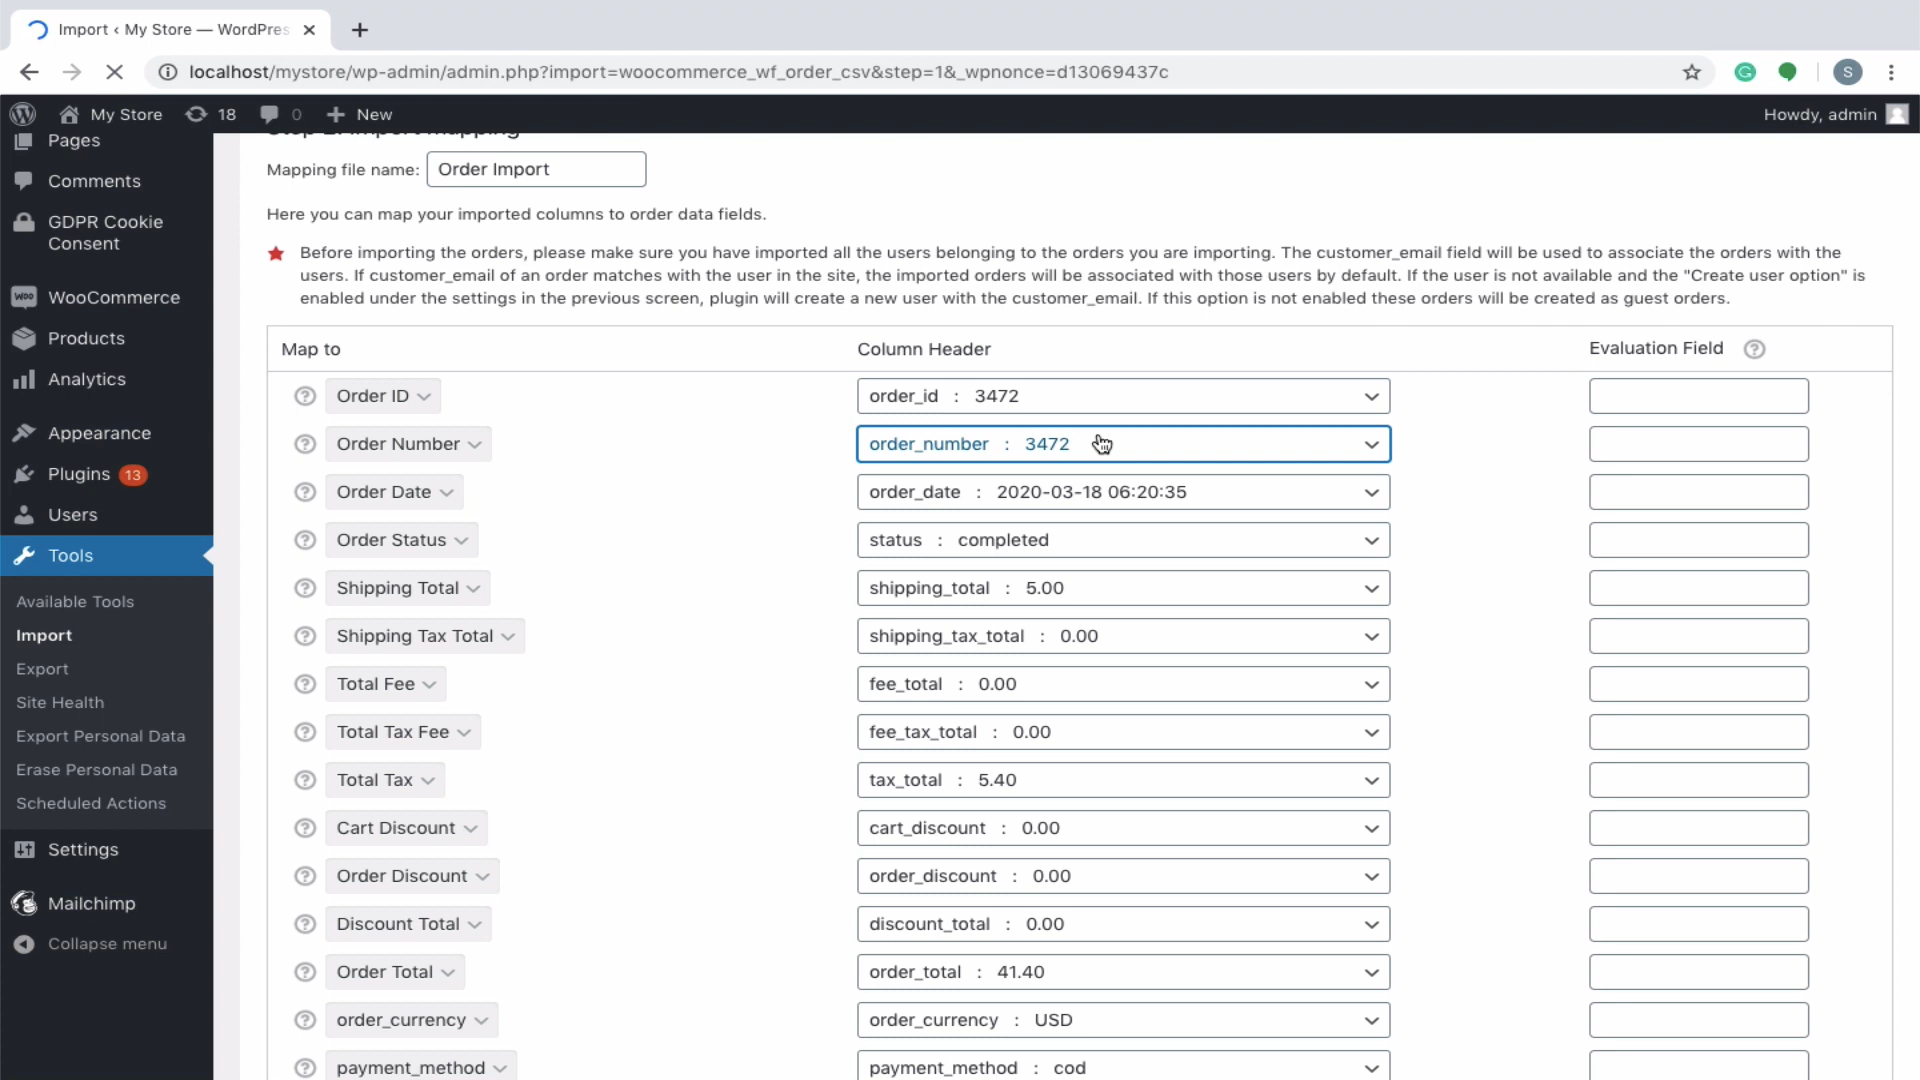 Import ‹ My Store — WordPres
localhost/mystore/wp-admin/admin.php?import=woocommerce_wf_order_csv&step=1&_wpnonce=d13069437c
S
My Store 18 0 New Howdy, admin
Pages
Comments
GDPR Cookie
Consent
WooCommerce
Products
Analytics
Appearance
Plugins 13
Users
Tools
Available Tools
Import
Export
Site Health
Export Personal Data
Erase Personal Data
Scheduled Actions
Settings
Mailchimp
Collapse menu
Step 2: Import mapping
Mapping file name: Order Import
Here you can map your imported columns to order data fields.
Before importing the orders, please make sure you have imported all the users belonging to the orders you are importing. The customer_email field will be used to associate the orders with the
users. If customer_email of an order matches with the user in the site, the imported orders will be associated with those users by default. If the user is not available and the "Create user option" is
enabled under the settings in the previous screen, plugin will create a new user with the customer_email. If this option is not enabled these orders will be created as guest orders.
Map to Column Header Evaluation Field ?
? Order ID order_id : 3472
? Order Number order_number : 3472
? Order Date order_date : 2020-03-18 06:20:35
? Order Status status : completed
? Shipping Total shipping_total : 5.00
? Shipping Tax Total shipping_tax_total : 0.00
? Total Fee fee_total : 0.00
? Total Tax Fee fee_tax_total : 0.00
? Total Tax tax_total : 5.40
? Cart Discount cart_discount : 0.00
? Order Discount order_discount : 0.00
? Discount Total discount_total : 0.00
? Order Total order_total : 41.40
? order_currency order_currency : USD
? payment_method payment_method : cod